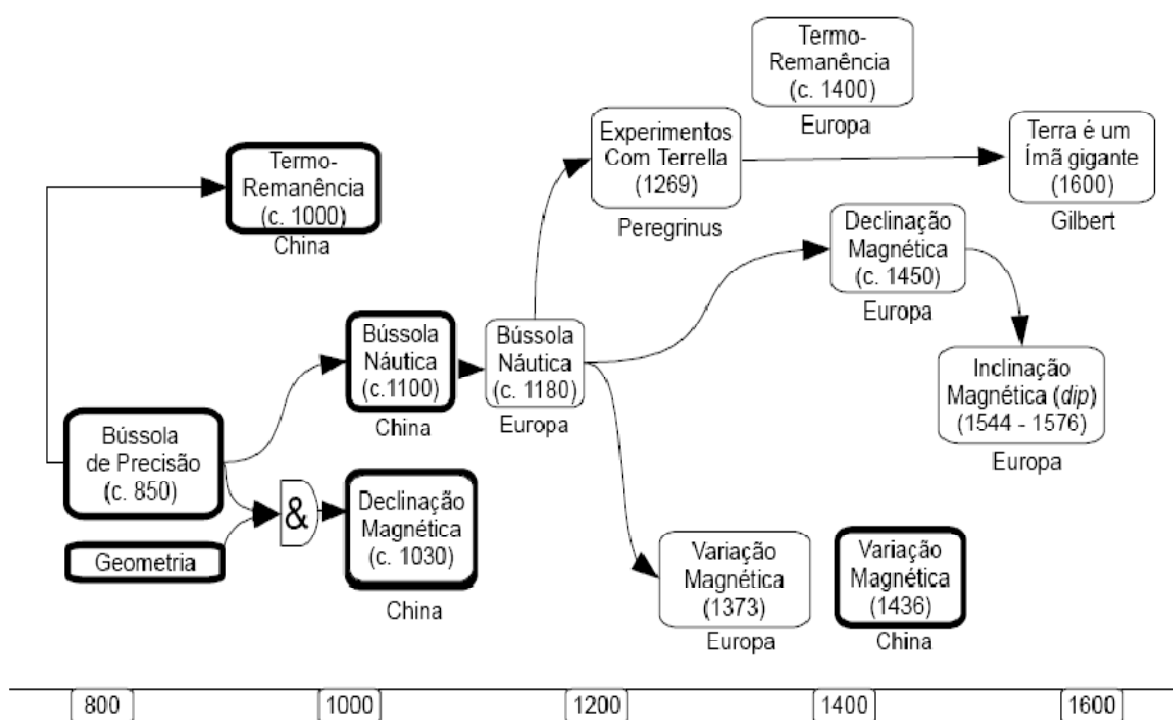 Termo-
Remanência
(c. 1400)
Europa
Experimentos
Com Terrella
(1269)
Peregrinus
Terra é um
Ímã gigante
(1600)
Gilbert
Termo-
Remanência
(c. 1000)
China
Declinação
Magnética
(c. 1450)
Europa
Bússola
Náutica
(c.1100)
China
Bússola
Náutica
(c. 1180)
Europa
Inclinação
Magnética (dip)
(1544 - 1576)
Europa
Bússola
de Precisão
(c. 850)
Geometria
&
Declinação
Magnética
(c. 1030)
China
Variação
Magnética
(1373)
Europa
Variação
Magnética
(1436)
China
800 1000 1200 1400 1600